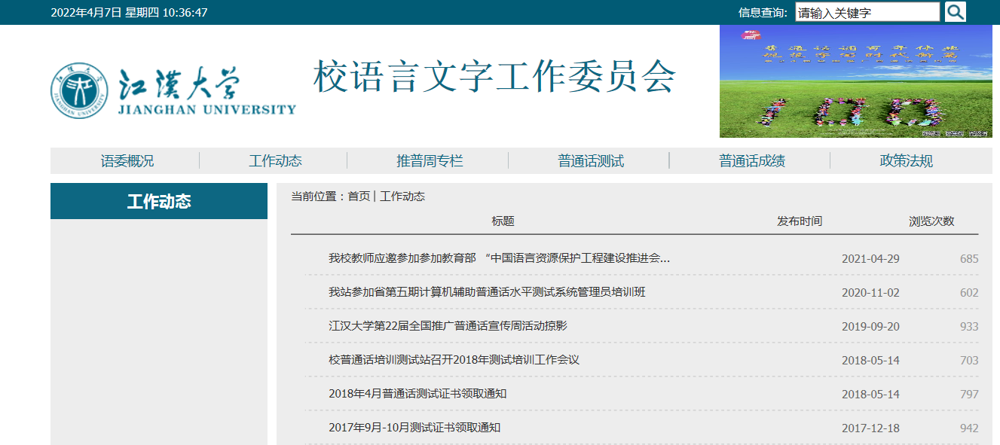 2022年4月7日 星期四 10:36:47
信息查询: 请输入关键字
江漢大学
JIANGHAN UNIVERSITY
校语言文字工作委员会
100
语委概况 工作动态 推普周专栏 普通话测试 普通话成绩 政策法规
工作动态
当前位置：首页 | 工作动态
标题 发布时间 浏览次数
我校教师应邀参加参加教育部 “中国语言资源保护工程建设推进会... 2021-04-29 685
我站参加省第五期计算机辅助普通话水平测试系统管理员培训班 2020-11-02 602
江汉大学第22届全国推广普通话宣传周活动掠影 2019-09-20 933
校普通话培训测试站召开2018年测试培训工作会议 2018-05-14 703
2018年4月普通话测试证书领取通知 2018-05-14 797
2017年9月-10月测试证书领取通知 2017-12-18 942